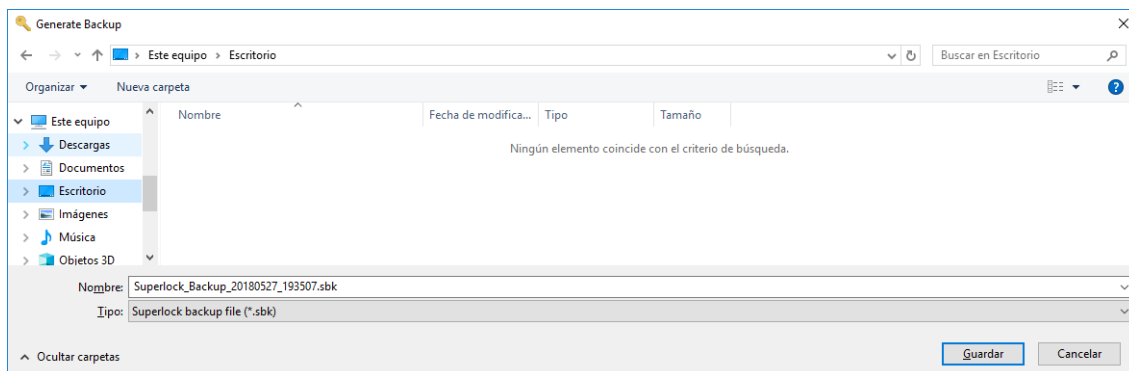 Generate Backup
Este equipo > Escritorio
Buscar en Escritorio
Organizar Nueva carpeta
Nombre Fecha de modifica... Tipo Tamaño
Ningún elemento coincide con el criterio de búsqueda.
Este equipo
Descargas
Documentos
Escritorio
Imágenes
Música
Objetos 3D
Nombre: Superlock_Backup_20180527_193507.sbk
Tipo: Superlock backup file (*.sbk)
Ocultar carpetas
Guardar Cancelar